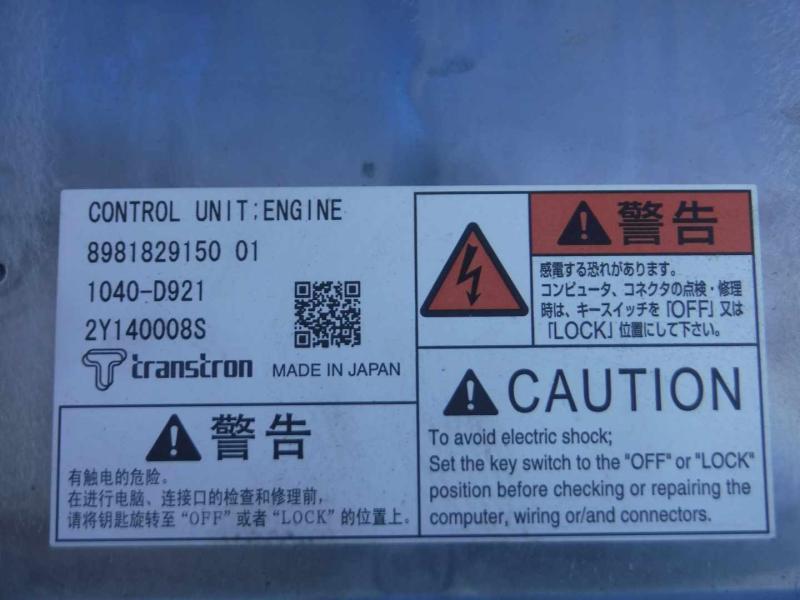 CONTROL UNIT;ENGINE
8981829150 01
1040-D921
2Y140008S
transtron MADE IN JAPAN
警告
感電する恐れがあります。
コンピュータ、コネクタの点検・修理
時は、キースイッチを「OFF」又は
「LOCK」位置にして下さい。
警告
有触电的危险。
在进行电脑、连接口的检查和修理前，
请将钥匙旋转至“OFF”或者“LOCK”的位置上。
CAUTION
To avoid electric shock;
Set the key switch to the "OFF" or "LOCK"
position before checking or repairing the
computer, wiring or/and connectors.